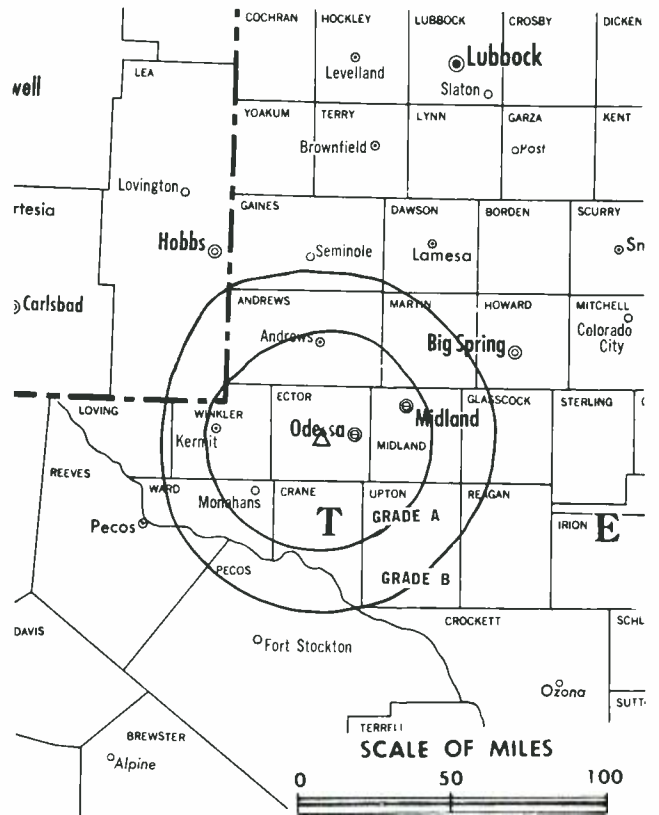 COCHRAN HOCKLEY LUBBOCK CROSBY DICKEN
Lubbock
Levelland
LEA
well
Slaton
YOAKUM TERRY LYNN GARZA KENT
Brownfield
Post
Lovington
rtesia
GAINES DAWSON BORDEN SCURRY
Hobbs
Seminole
Lamesa
Sn
Carlsbad
ANDREWS MARTIN HOWARD MITCHELL
Colorado
City
Andrews
Big Spring
LOVING WINKLER ECTOR GLASSCOCK STERLING
Midland
Kermit
Odessa
MIDLAND
REEVES
WARD CRANE UPTON REAGAN
Monahans
Pecos
T
GRADE A
IRION
E
PECOS
GRADE B
DAVIS
CROCKETT SCHL
Fort Stockton
Ozona
SUTT
TERRELL
BREWSTER
Alpine
SCALE OF MILES
0 50 100